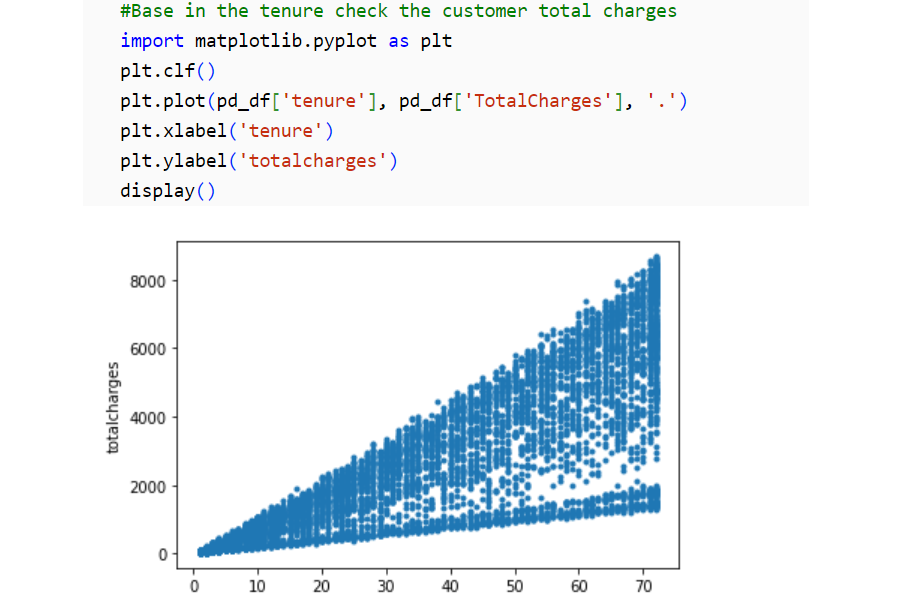 #Base in the tenure check the customer total charges
import matplotlib.pyplot as plt
plt.clf()
plt.plot(pd_df['tenure'], pd_df['TotalCharges'], '.')
plt.xlabel('tenure')
plt.ylabel('totalcharges')
display()
8000
6000
4000
2000
0
totalcharges
0 10 20 30 40 50 60 70